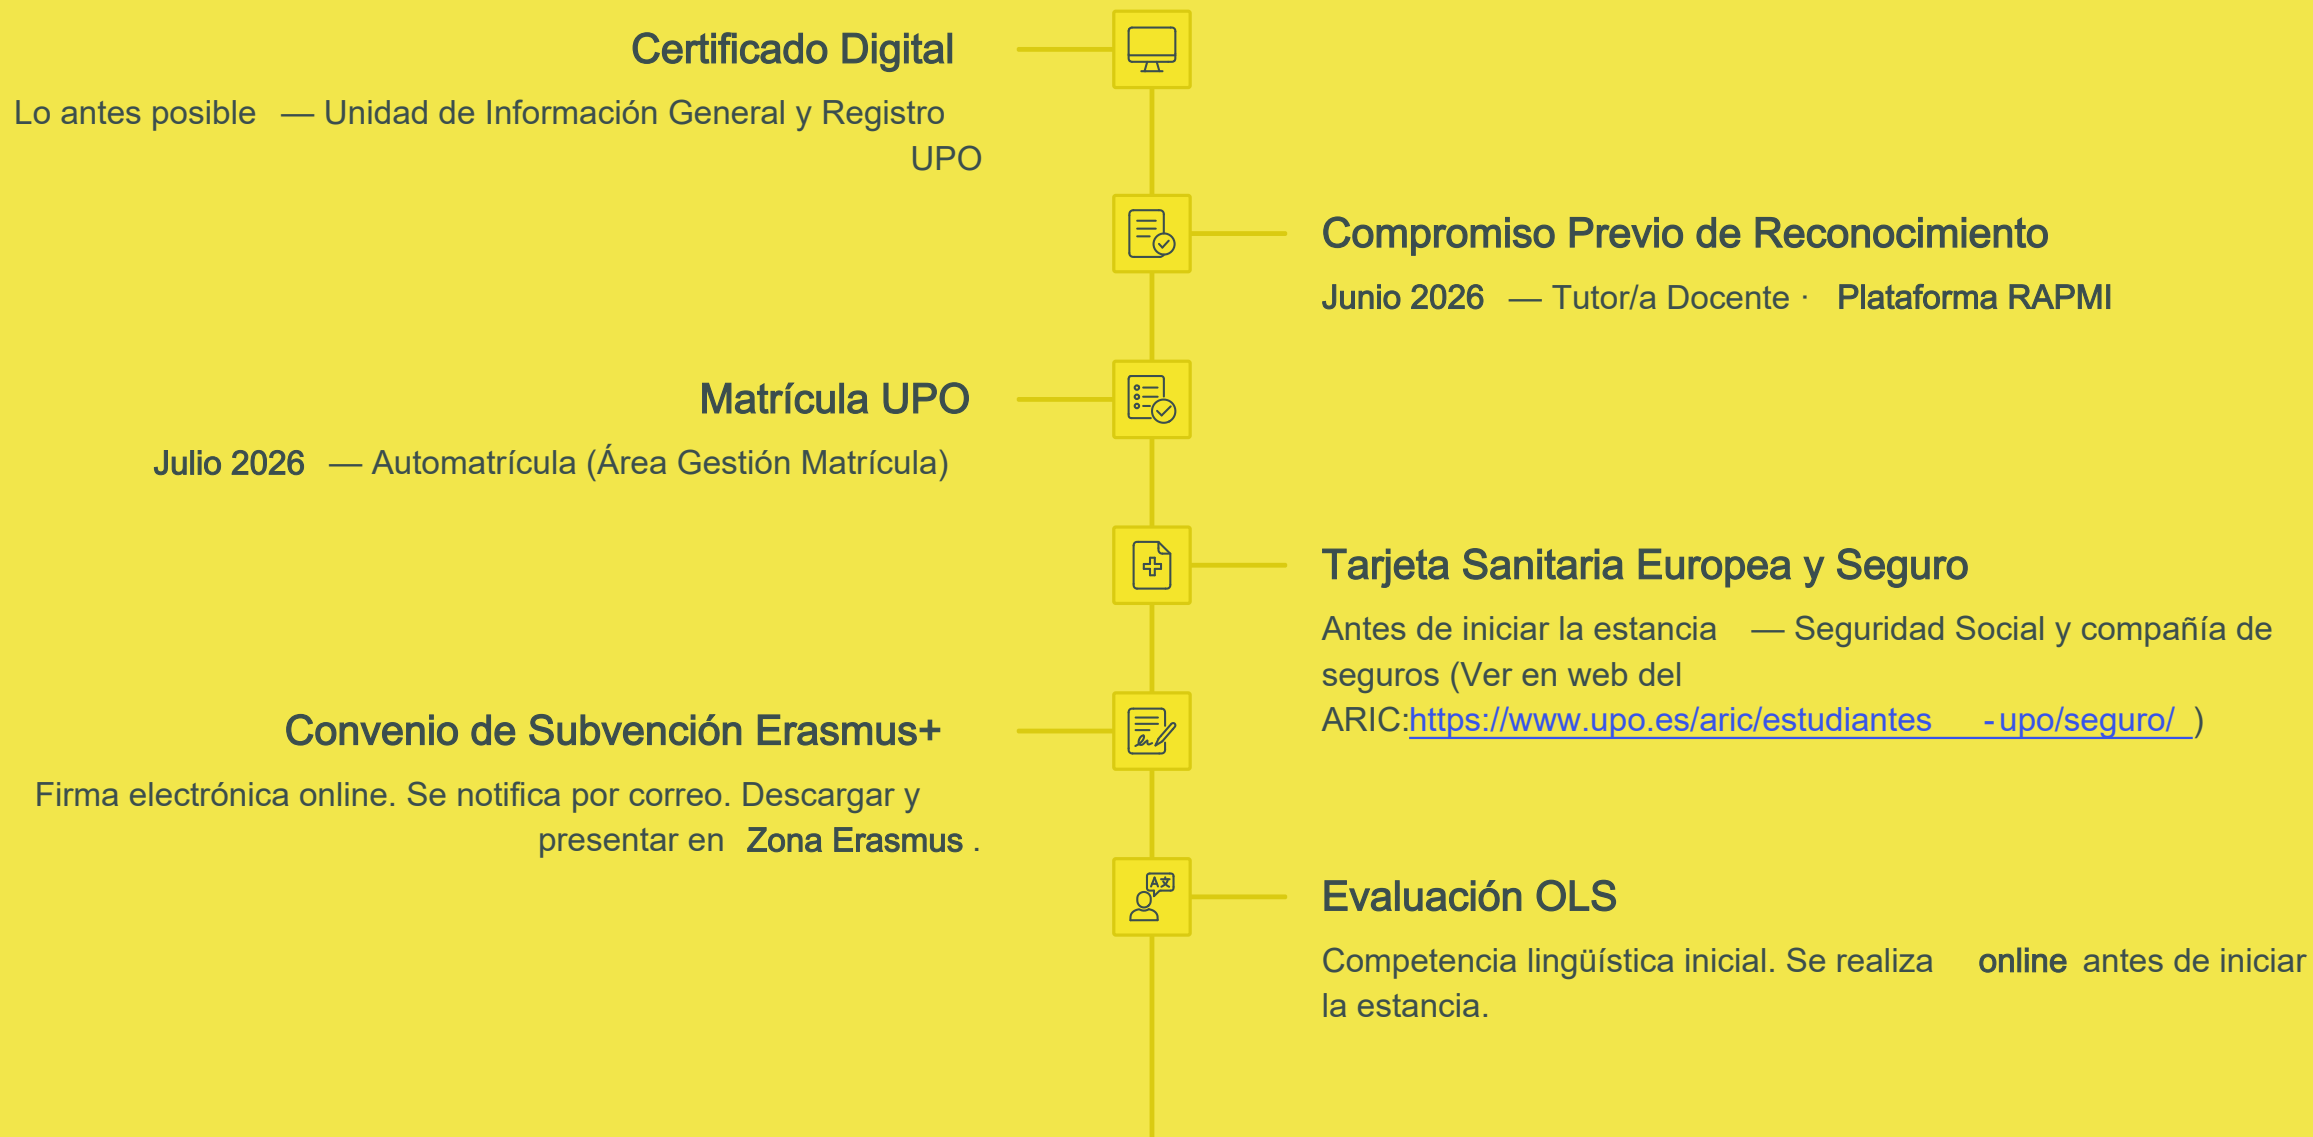 Certificado Digital
Lo antes posible — Unidad de Información General y Registro
UPO
Compromiso Previo de Reconocimiento
Junio 2026 — Tutor/a Docente · Plataforma RAPMI
Matrícula UPO
Julio 2026 — Automatrícula (Área Gestión Matrícula)
Tarjeta Sanitaria Europea y Seguro
Antes de iniciar la estancia — Seguridad Social y compañía de
seguros (Ver en web del
ARIC:https://www.upo.es/aric/estudiantes-upo/seguro/ )
Convenio de Subvención Erasmus+
Firma electrónica online. Se notifica por correo. Descargar y
presentar en Zona Erasmus .
Evaluación OLS
Competencia lingüística inicial. Se realiza online antes de iniciar
la estancia.